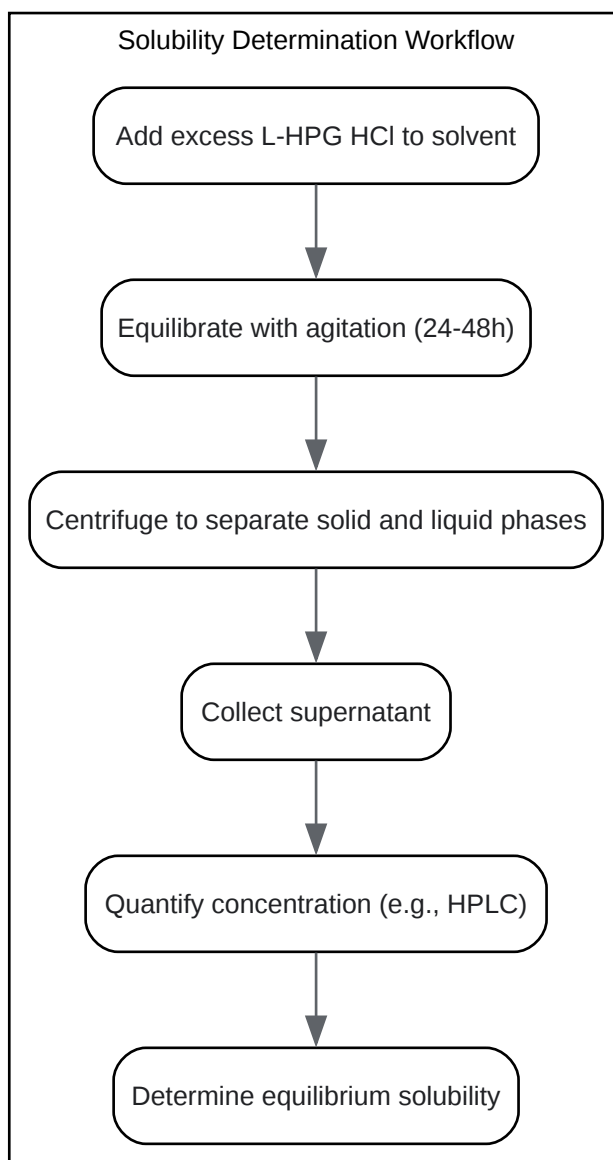 Solubility Determination Workflow
Add excess L-HPG HCl to solvent
Equilibrate with agitation (24-48h)
Centrifuge to separate solid and liquid phases
Collect supernatant
Quantify concentration (e.g., HPLC)
Determine equilibrium solubility